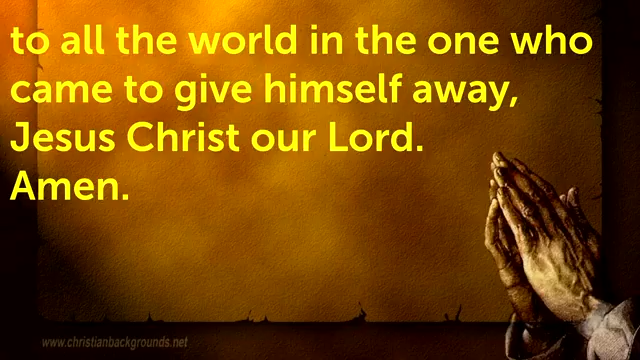 to all the world in the one who
came to give himself away,
Jesus Christ our Lord.
Amen.
www.christianbackgrounds.net